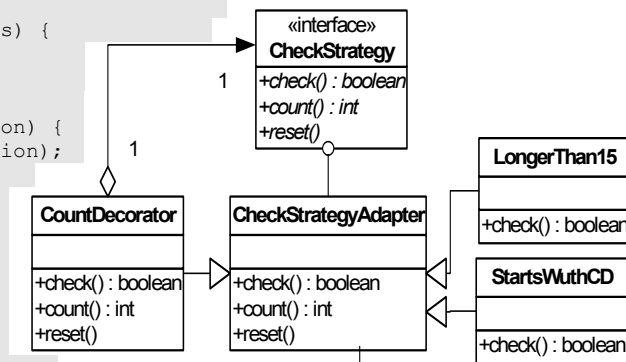 s) {
on) {
ion);
«interface»
CheckStrategy
+check() : boolean
+count() : int
+reset()
1
1
CountDecorator
+check() : boolean
+count() : int
+reset()
CheckStrategyAdapter
+check() : boolean
+count() : int
+reset()
LongerThan15
+check() : boolean
StartsWuthCD
+check() : boolean